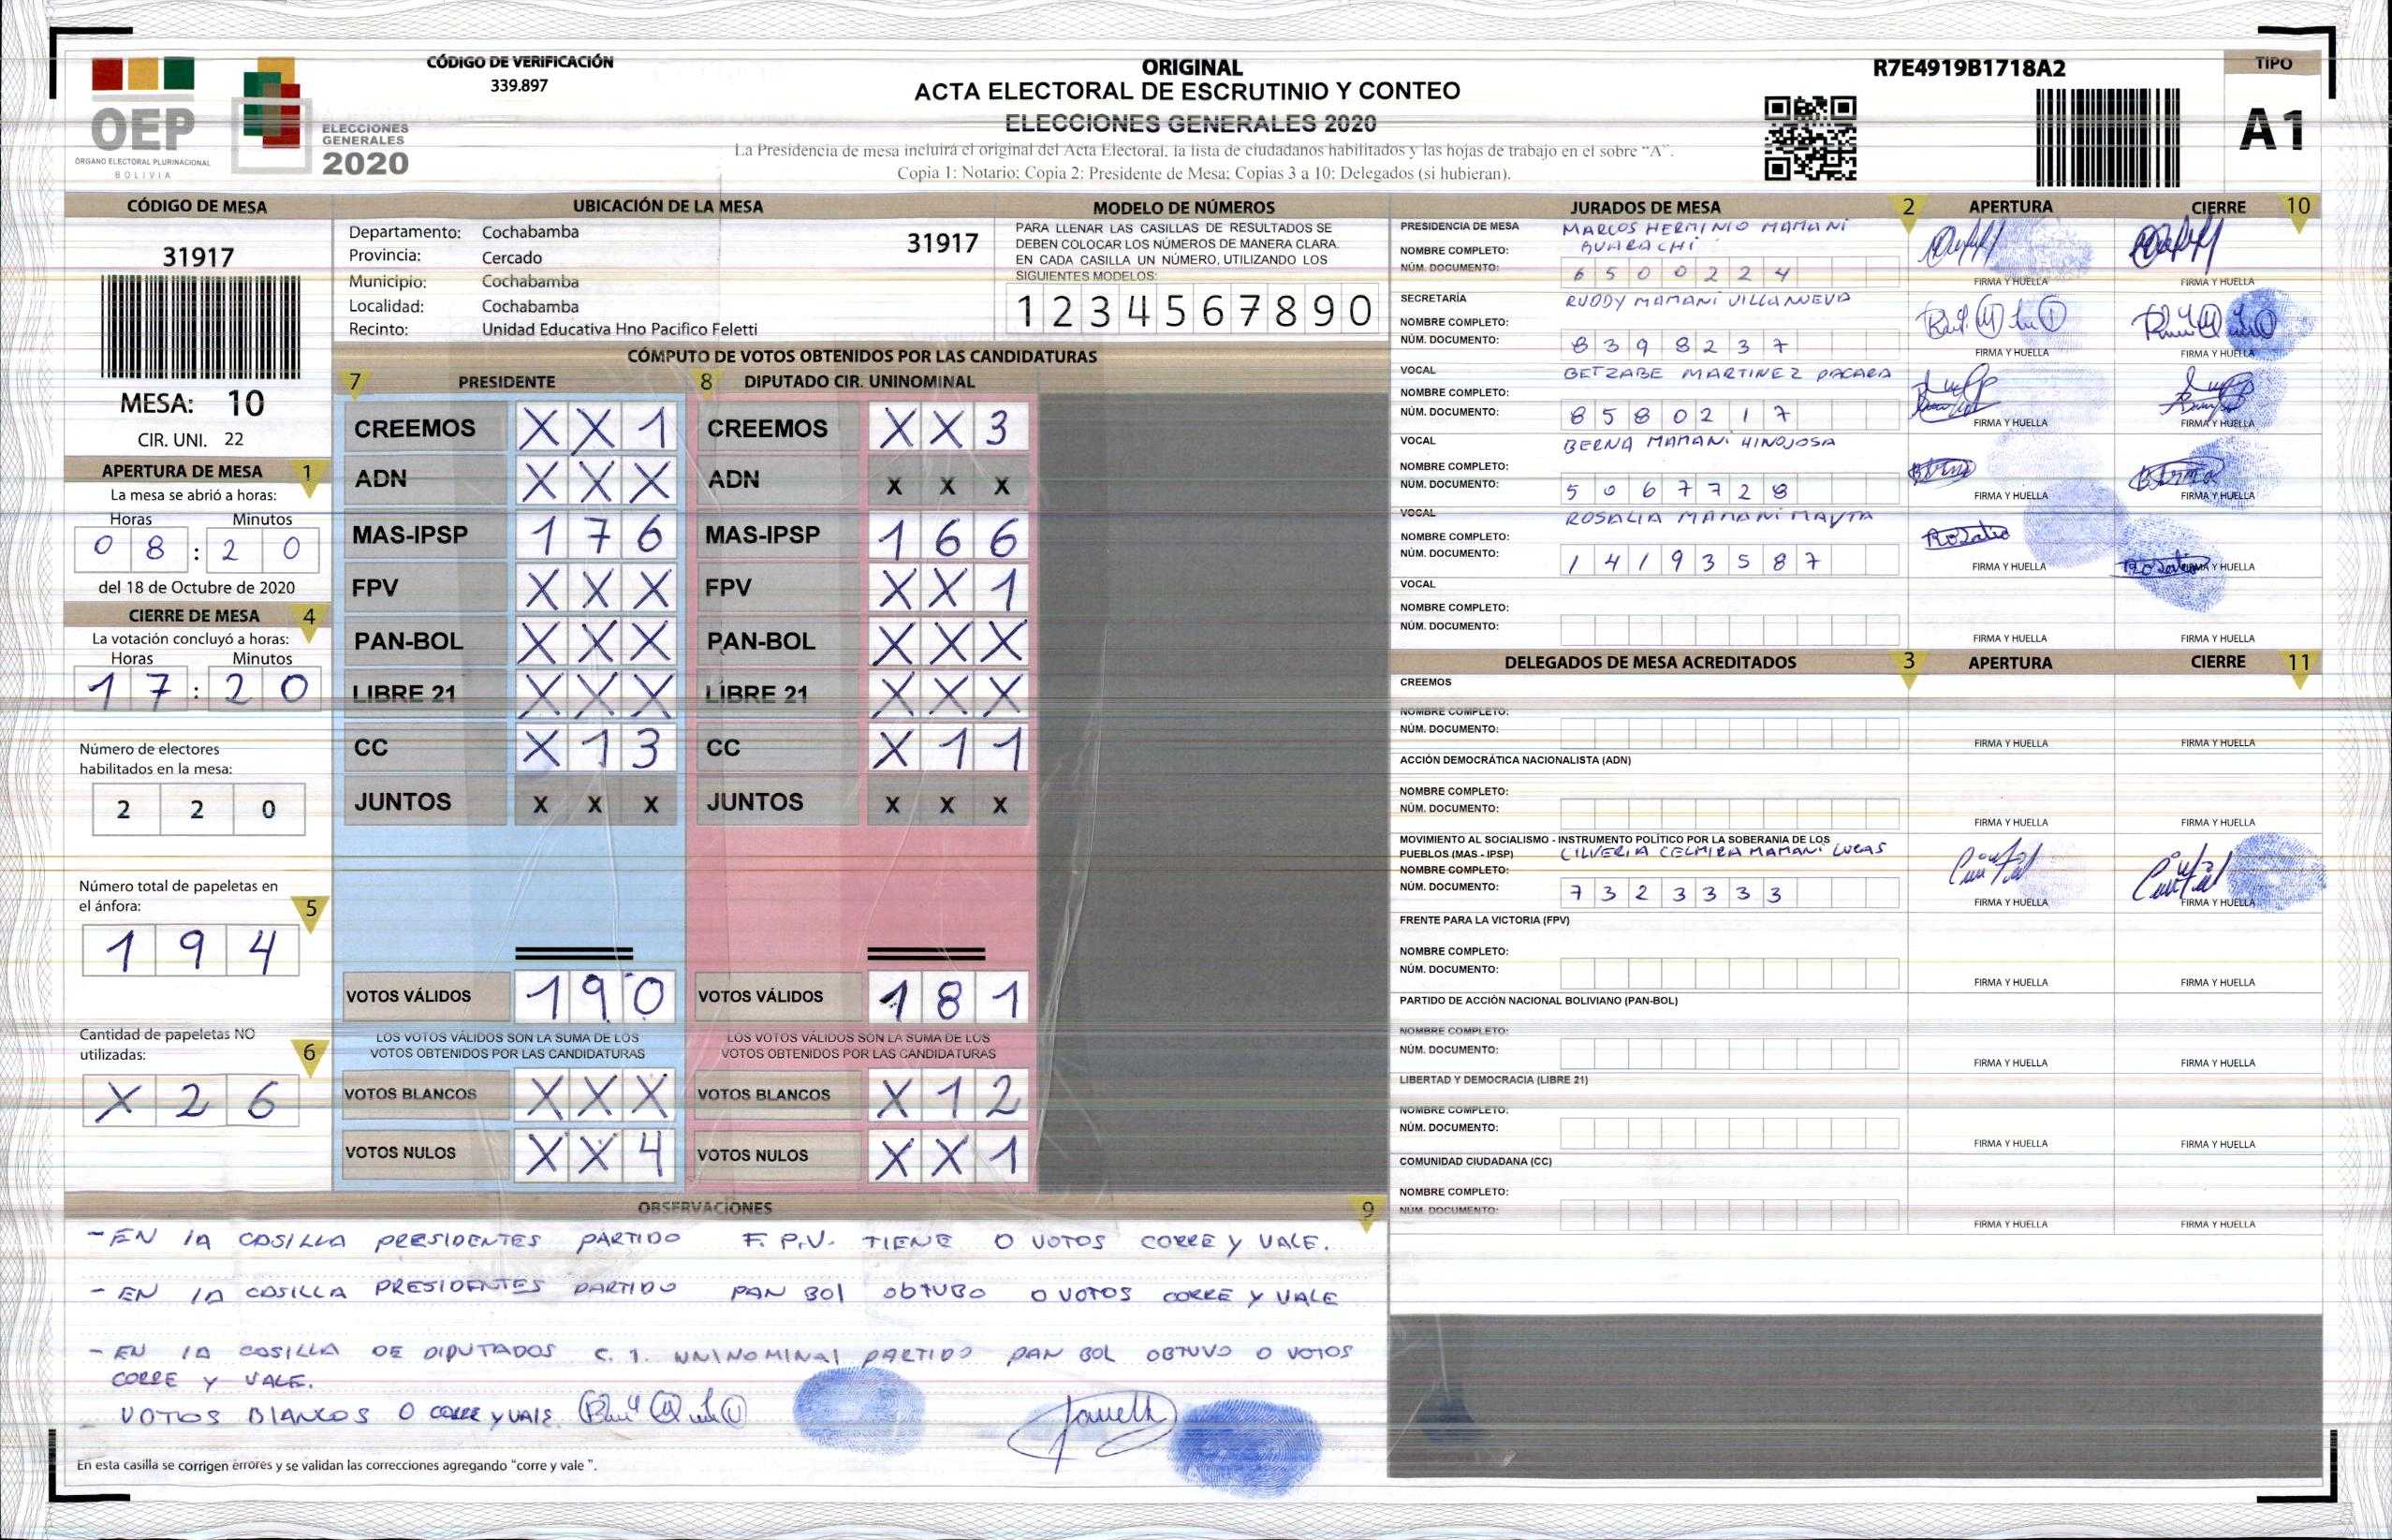 CÓDIGO DE VERIFICACIÓN
339.897
ORIGINAL
ACTA ELECTORAL DE ESCRUTINIO Y CONTEO
ELECCIONES GENERALES 2020
La Presidencia de mesa incluirá el original del Acta Electoral, la lista de ciudadanos habilitados y las hojas de trabajo en el sobre "A".
Copia 1: Notario; Copia 2: Presidente de Mesa; Copias 3 a 10: Delegados (si hubieran).
R7E4919B1718A2
TIPO
A1
OEP
ÓRGANO ELECTORAL PLURINACIONAL
BOLIVIA
ELECCIONES
GENERALES
2020
CÓDIGO DE MESA
31917
MESA: 10
CIR. UNI. 22
APERTURA DE MESA 1
La mesa se abrió a horas:
Horas Minutos
0 8 : 2 0
del 18 de Octubre de 2020
CIERRE DE MESA 4
La votación concluyó a horas:
Horas Minutos
1 7 : 2 0
Número de electores
habilitados en la mesa:
2 2 0
Número total de papeletas en
el ánfora: 5
1 9 4
Cantidad de papeletas NO
utilizadas: 6
X 2 6
UBICACIÓN DE LA MESA
Departamento: Cochabamba
31917
Provincia: Cercado
Municipio: Cochabamba
Localidad: Cochabamba
Recinto: Unidad Educativa Hno Pacifico Feletti
MODELO DE NÚMEROS
PARA LLENAR LAS CASILLAS DE RESULTADOS SE
DEBEN COLOCAR LOS NÚMEROS DE MANERA CLARA.
EN CADA CASILLA UN NÚMERO, UTILIZANDO LOS
SIGUIENTES MODELOS:
1 2 3 4 5 6 7 8 9 0
CÓMPUTO DE VOTOS OBTENIDOS POR LAS CANDIDATURAS
7 PRESIDENTE 8 DIPUTADO CIR. UNINOMINAL
CREEMOS X X 1 CREEMOS X X 3
ADN X X X ADN X X X
MAS-IPSP 1 7 6 MAS-IPSP 1 6 6
FPV X X X FPV X X 1
PAN-BOL X X X PAN-BOL X X X
LIBRE 21 X X X LIBRE 21 X X X
CC X 1 3 CC X 1 1
JUNTOS X X X JUNTOS X X X
VOTOS VÁLIDOS 1 9 0 VOTOS VÁLIDOS 1 8 1
LOS VOTOS VÁLIDOS SON LA SUMA DE LOS LOS VOTOS VÁLIDOS SON LA SUMA DE LOS
VOTOS OBTENIDOS POR LAS CANDIDATURAS VOTOS OBTENIDOS POR LAS CANDIDATURAS
VOTOS BLANCOS X X X VOTOS BLANCOS X 1 2
VOTOS NULOS X X 4 VOTOS NULOS X X 1
JURADOS DE MESA 2 APERTURA CIERRE 10
PRESIDENCIA DE MESA MARCOS HERMINIO MAMANI
NOMBRE COMPLETO:
NÚM. DOCUMENTO: 6 5 0 0 2 2 4 FIRMA Y HUELLA FIRMA Y HUELLA
SECRETARÍA RUDDY MAMANI VILLANUEVA
NOMBRE COMPLETO:
NÚM. DOCUMENTO: 8 3 9 8 2 3 7 FIRMA Y HUELLA FIRMA Y HUELLA
VOCAL BETZABE MARTINEZ PACARA
NOMBRE COMPLETO:
NÚM. DOCUMENTO: 8 5 8 0 2 1 7 FIRMA Y HUELLA FIRMA Y HUELLA
VOCAL BERNA MAMANI HINOJOSA
NOMBRE COMPLETO:
NÚM. DOCUMENTO: 5 0 6 7 7 2 8 FIRMA Y HUELLA FIRMA Y HUELLA
VOCAL ROSALIA MAMANI MAYTA
NOMBRE COMPLETO:
NÚM. DOCUMENTO: 1 4 1 9 3 5 8 7 FIRMA Y HUELLA FIRMA Y HUELLA
VOCAL
NOMBRE COMPLETO:
NÚM. DOCUMENTO: FIRMA Y HUELLA FIRMA Y HUELLA
DELEGADOS DE MESA ACREDITADOS 3 APERTURA CIERRE 11
CREEMOS
NOMBRE COMPLETO:
NÚM. DOCUMENTO: FIRMA Y HUELLA FIRMA Y HUELLA
ACCIÓN DEMOCRÁTICA NACIONALISTA (ADN)
NOMBRE COMPLETO:
NÚM. DOCUMENTO: FIRMA Y HUELLA FIRMA Y HUELLA
MOVIMIENTO AL SOCIALISMO - INSTRUMENTO POLÍTICO POR LA SOBERANIA DE LOS
PUEBLOS (MAS - IPSP) CILVERIA CELMIRA MAMANI LUCAS
NOMBRE COMPLETO:
NÚM. DOCUMENTO: 7 3 2 3 3 3 3 FIRMA Y HUELLA FIRMA Y HUELLA
FRENTE PARA LA VICTORIA (FPV)
NOMBRE COMPLETO:
NÚM. DOCUMENTO: FIRMA Y HUELLA FIRMA Y HUELLA
PARTIDO DE ACCIÓN NACIONAL BOLIVIANO (PAN-BOL)
NOMBRE COMPLETO:
NÚM. DOCUMENTO: FIRMA Y HUELLA FIRMA Y HUELLA
LIBERTAD Y DEMOCRACIA (LIBRE 21)
NOMBRE COMPLETO:
NÚM. DOCUMENTO: FIRMA Y HUELLA FIRMA Y HUELLA
COMUNIDAD CIUDADANA (CC)
NOMBRE COMPLETO:
NÚM. DOCUMENTO: FIRMA Y HUELLA FIRMA Y HUELLA
OBSERVACIONES 9
- EN lA CASILLA PRESIDENTES PARTIDO F. P.V. TIENE 0 VOTOS CORRE Y VALE.
- EN lA CASILLA PRESIDENTES PARTIDO PAN BOl ObTUBO 0 VOTOS CORRE Y VALE
- EN lA CASILLA DE DIPUTADOS C. I. UNINOMINAl PARTIDO PAN BOL OBTUVO 0 VOTOS
CORRE Y VALE.
- VOTOS BLANCOS 0 CORRE Y VALE.
En esta casilla se corrigen errores y se validan las correcciones agregando "corre y vale ".